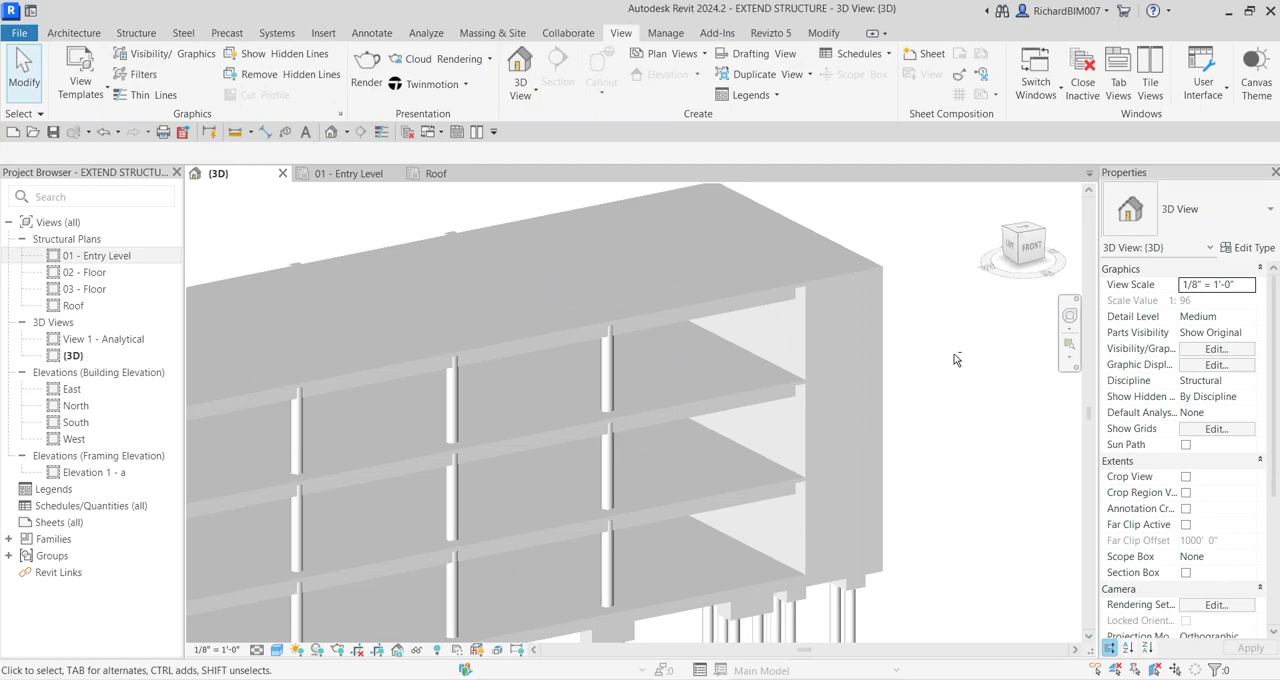 Autodesk Revit 2024.2 - EXTEND STRUCTURE - 3D View: {3D}
RichardBIM007
File Architecture Structure Steel Precast Systems Insert Annotate Analyze Massing & Site Collaborate View Manage Add-Ins Revizto 5 Modify
Modify
Select
View Templates
Visibility/ Graphics
Filters
Thin Lines
Show Hidden Lines
Remove Hidden Lines
Cut Profile
Graphics
Render
Cloud Rendering
Twinmotion
Presentation
3D View
Section
Callout
Plan Views
Elevation
Drafting View
Duplicate View
Legends
Schedules
Scope Box
Create
Sheet
View
Sheet Composition
Switch Windows
Close Inactive
Tab Views
Tile Views
User Interface
Canvas Theme
Windows
Project Browser - EXTEND STRUCTU...
Search
Views (all)
Structural Plans
01 - Entry Level
02 - Floor
03 - Floor
Roof
3D Views
View 1 - Analytical
{3D}
Elevations (Building Elevation)
East
North
South
West
Elevations (Framing Elevation)
Elevation 1 - a
Legends
Schedules/Quantities (all)
Sheets (all)
Families
Groups
Revit Links
{3D}
01 - Entry Level
Roof
FRONT
Properties
3D View
3D View: {3D}
Edit Type
Graphics
View Scale 1/8" = 1'-0"
Scale Value 1: 96
Detail Level Medium
Parts Visibility Show Original
Visibility/Grap... Edit...
Graphic Displ... Edit...
Discipline Structural
Show Hidden ... By Discipline
Default Analys... None
Show Grids Edit...
Sun Path
Extents
Crop View
Crop Region V...
Annotation Cr...
Far Clip Active
Far Clip Offset 1000' 0"
Scope Box None
Section Box
Camera
Rendering Set... Edit...
Locked Orient...
Projection Mo... Orthographic
Apply
1/8" = 1'-0"
Click to select, TAB for alternates, CTRL adds, SHIFT unselects.
:0
Main Model
:0